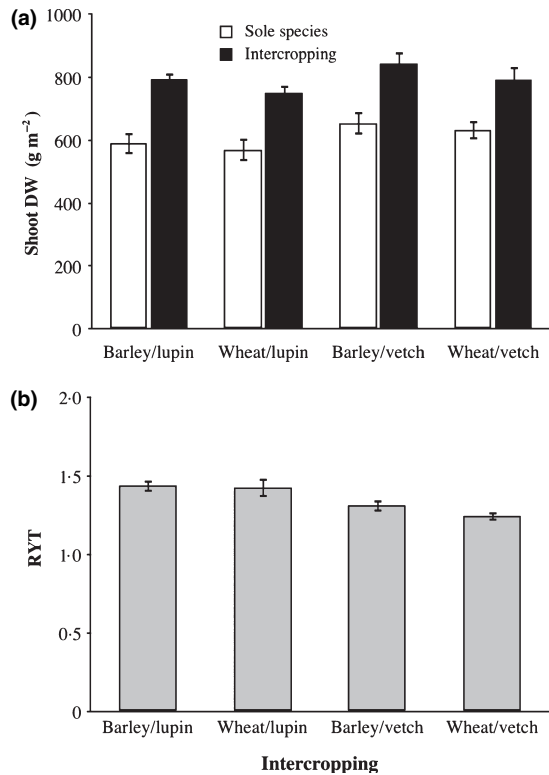 (a)
Sole species
Intercropping
Shoot DW (g m⁻²)
1000
800
600
400
200
0
Barley/lupin Wheat/lupin Barley/vetch Wheat/vetch
(b)
RYT
2·0
1·5
1·0
0·5
0
Barley/lupin Wheat/lupin Barley/vetch Wheat/vetch
Intercropping